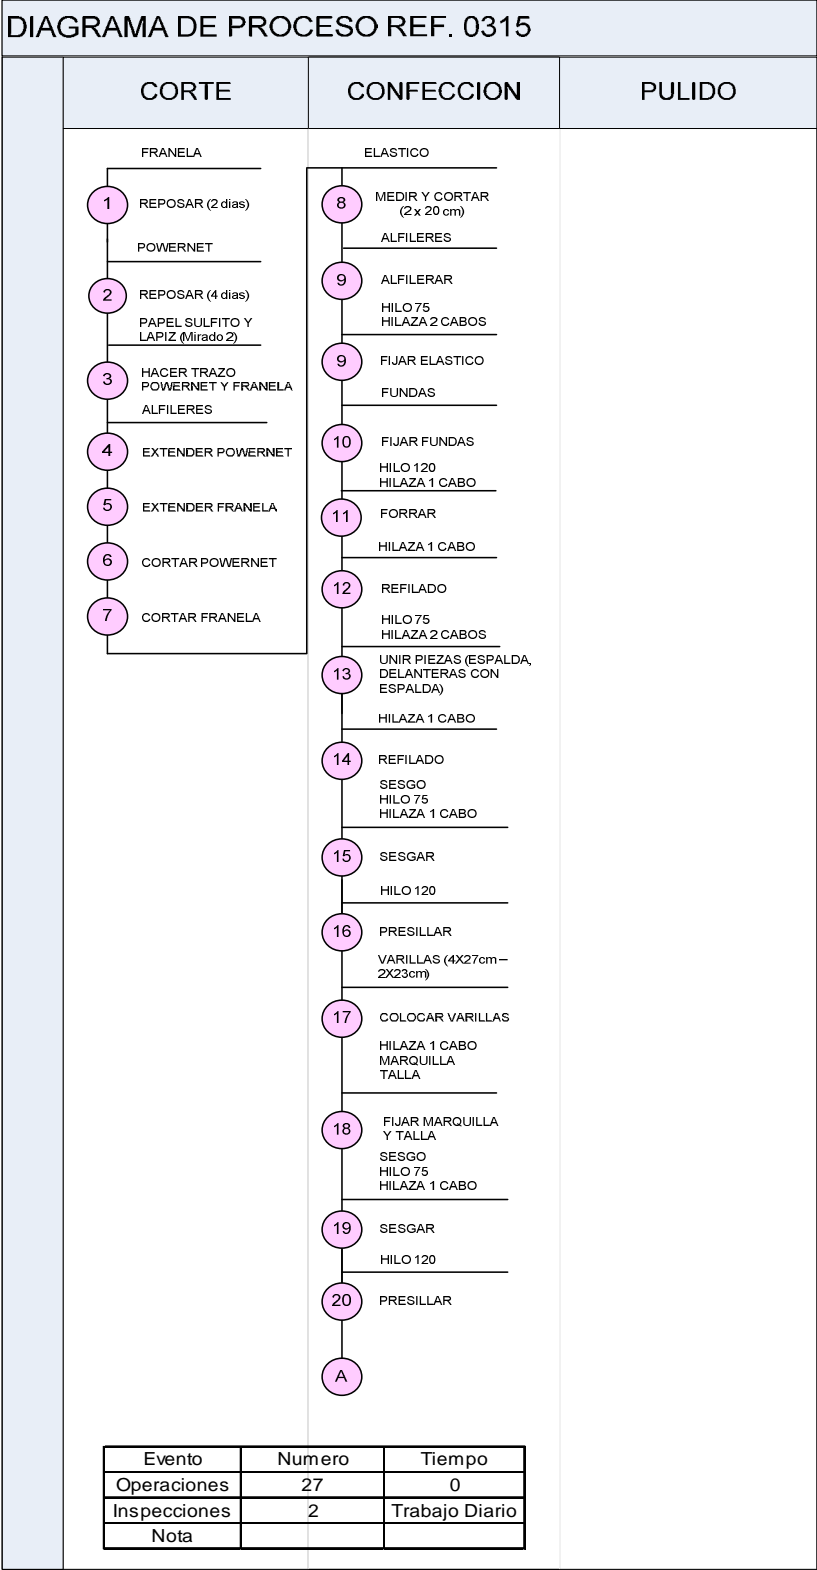 DIAGRAMA DE PROCESO REF. 0315
CORTE
CONFECCION
PULIDO
FRANELA
1
REPOSAR (2 dias)
POWERNET
2
REPOSAR (4 dias)
PAPEL SULFITO Y
LAPIZ (Mirado 2)
3
HACER TRAZO
POWERNET Y FRANELA
ALFILERES
4
EXTENDER POWERNET
5
EXTENDER FRANELA
6
CORTAR POWERNET
7
CORTAR FRANELA
ELASTICO
8
MEDIR Y CORTAR
(2 x 20 cm)
ALFILERES
9
ALFILERAR
HILO 75
HILAZA 2 CABOS
9
FIJAR ELASTICO
FUNDAS
10
FIJAR FUNDAS
HILO 120
HILAZA 1 CABO
11
FORRAR
HILAZA 1 CABO
12
REFILADO
HILO 75
HILAZA 2 CABOS
13
UNIR PIEZAS (ESPALDA,
DELANTERAS CON
ESPALDA)
HILAZA 1 CABO
14
REFILADO
SESGO
HILO 75
HILAZA 1 CABO
15
SESGAR
HILO 120
16
PRESILLAR
VARILLAS (4X27cm –
2X23cm)
17
COLOCAR VARILLAS
HILAZA 1 CABO
MARQUILLA
TALLA
18
FIJAR MARQUILLA
Y TALLA
SESGO
HILO 75
HILAZA 1 CABO
19
SESGAR
HILO 120
20
PRESILLAR
A
Evento Numero Tiempo
Operaciones 27 0
Inspecciones 2 Trabajo Diario
Nota